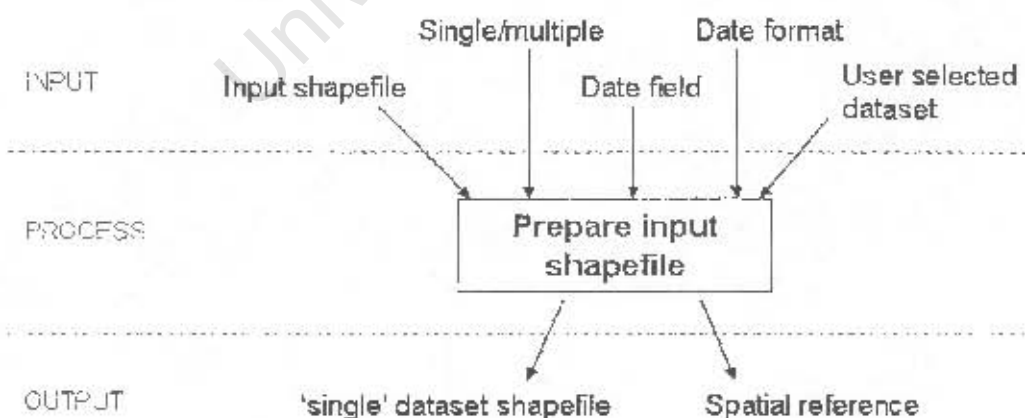 Univ
Single/multiple
Date format
INPUT
Input shapefile
Date field
User selected
dataset
PROCESS
Prepare input
shapefile
OUTPUT
'single' dataset shapefile
Spatial reference